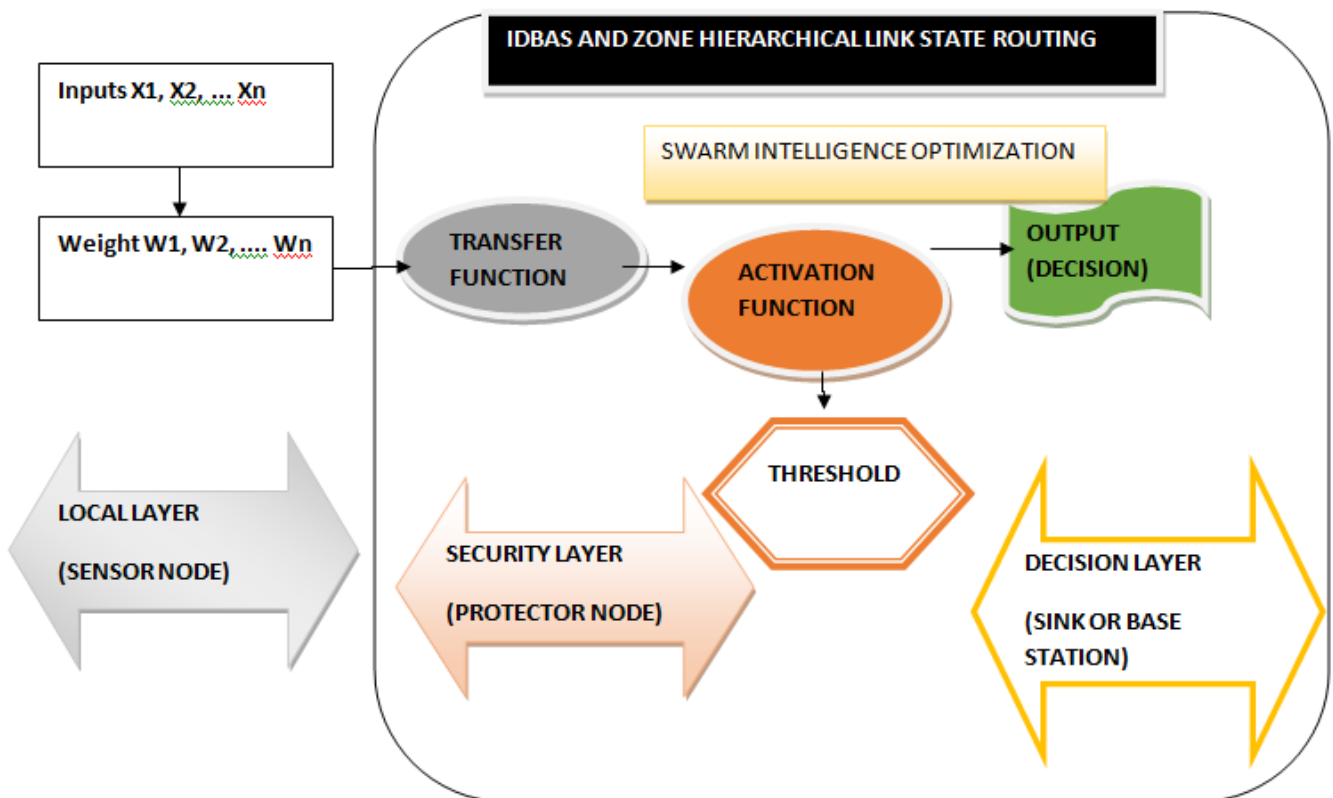 IDBAS AND ZONE HIERARCHICAL LINK STATE ROUTING
Inputs X1, X2, ... Xn
SWARM INTELLIGENCE OPTIMIZATION
Weight W1, W2, .... Wn
TRANSFER
FUNCTION
ACTIVATION
FUNCTION
OUTPUT
(DECISION)
THRESHOLD
LOCAL LAYER
(SENSOR NODE)
SECURITY LAYER
(PROTECTOR NODE)
DECISION LAYER
(SINK OR BASE
STATION)